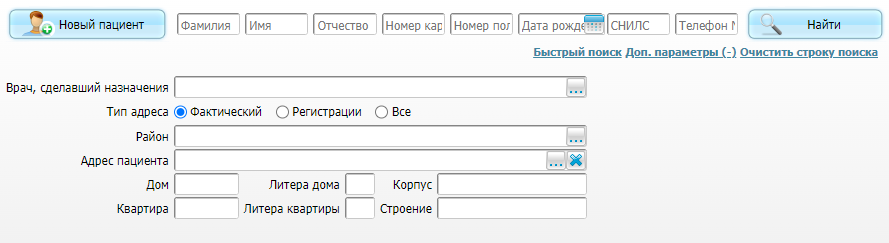 Новый пациент Фамилия Имя Отчество Номер кар Номер пол Дата рожде СНИЛС Телефон Найти
Быстрый поиск Доп. параметры (-) Очистить строку поиска
Врач, сделавший назначения ...
Тип адреса Фактический Регистрации Все
Район ...
Адрес пациента ...
Дом Литера дома Корпус
Квартира Литера квартиры Строение